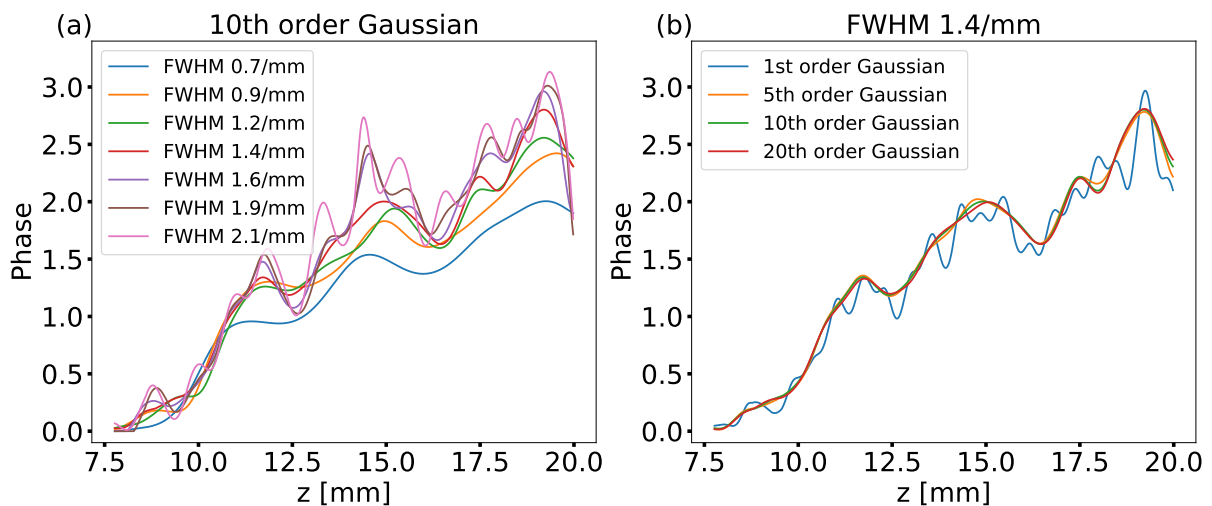 (a)
10th order Gaussian
FWHM 0.7/mm
FWHM 0.9/mm
FWHM 1.2/mm
FWHM 1.4/mm
FWHM 1.6/mm
FWHM 1.9/mm
FWHM 2.1/mm
Phase
3.0
2.5
2.0
1.5
1.0
0.5
0.0
7.5 10.0 12.5 15.0 17.5 20.0
z [mm]
(b)
FWHM 1.4/mm
1st order Gaussian
5th order Gaussian
10th order Gaussian
20th order Gaussian
Phase
3.0
2.5
2.0
1.5
1.0
0.5
0.0
7.5 10.0 12.5 15.0 17.5 20.0
z [mm]